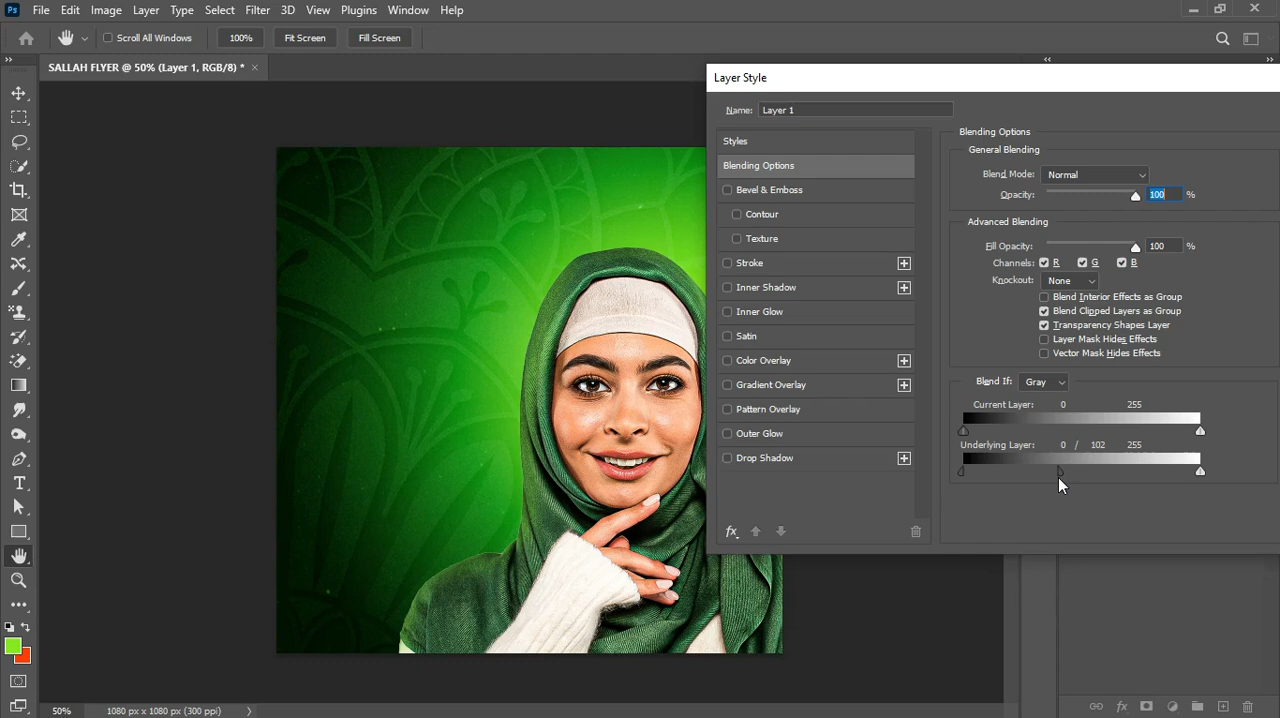 Ps File Edit Image Layer Type Select Filter 3D View Plugins Window Help
Scroll All Windows 100% Fit Screen Fill Screen
SALLAH FLYER @ 50% (Layer 1, RGB/8) *
Layer Style
Name: Layer 1
Styles
Blending Options
Bevel & Emboss
Contour
Texture
Stroke
Inner Shadow
Inner Glow
Satin
Color Overlay
Gradient Overlay
Pattern Overlay
Outer Glow
Drop Shadow
fx
Blending Options
General Blending
Blend Mode: Normal
Opacity: 100 %
Advanced Blending
Fill Opacity: 100 %
Channels: R G B
Knockout: None
Blend Interior Effects as Group
Blend Clipped Layers as Group
Transparency Shapes Layer
Layer Mask Hides Effects
Vector Mask Hides Effects
Blend If: Gray
Current Layer: 0 255
Underlying Layer: 0 / 102 255
50% 1080 px x 1080 px (300 ppi)
fx